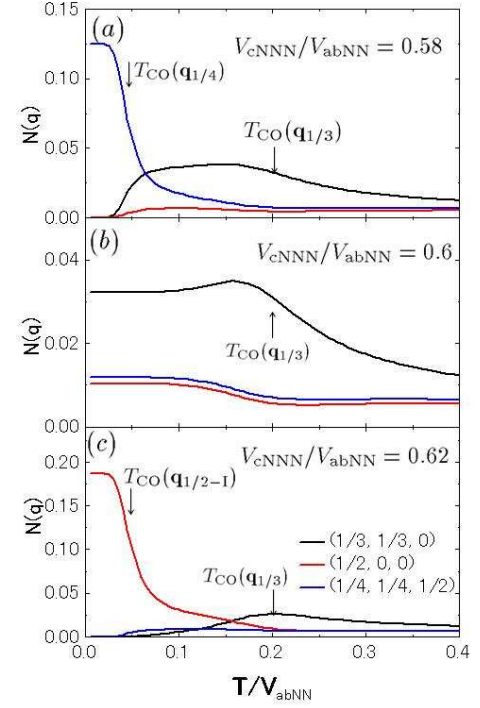 0.15
(a)
V_cNNN/V_abNN = 0.58
T_CO(q_1/4)
0.10
T_CO(q_1/3)
N(q)
0.05
0.00
(b)
V_cNNN/V_abNN = 0.6
0.04
N(q)
T_CO(q_1/3)
0.02
0.00
(c)
V_cNNN/V_abNN = 0.62
0.20
T_CO(q_1/2-I)
0.15
N(q)
0.10
(1/3, 1/3, 0)
T_CO(q_1/3)
(1/2, 0, 0)
0.05
(1/4, 1/4, 1/2)
0.00
0.0 0.1 0.2 0.3 0.4
T/V_abNN